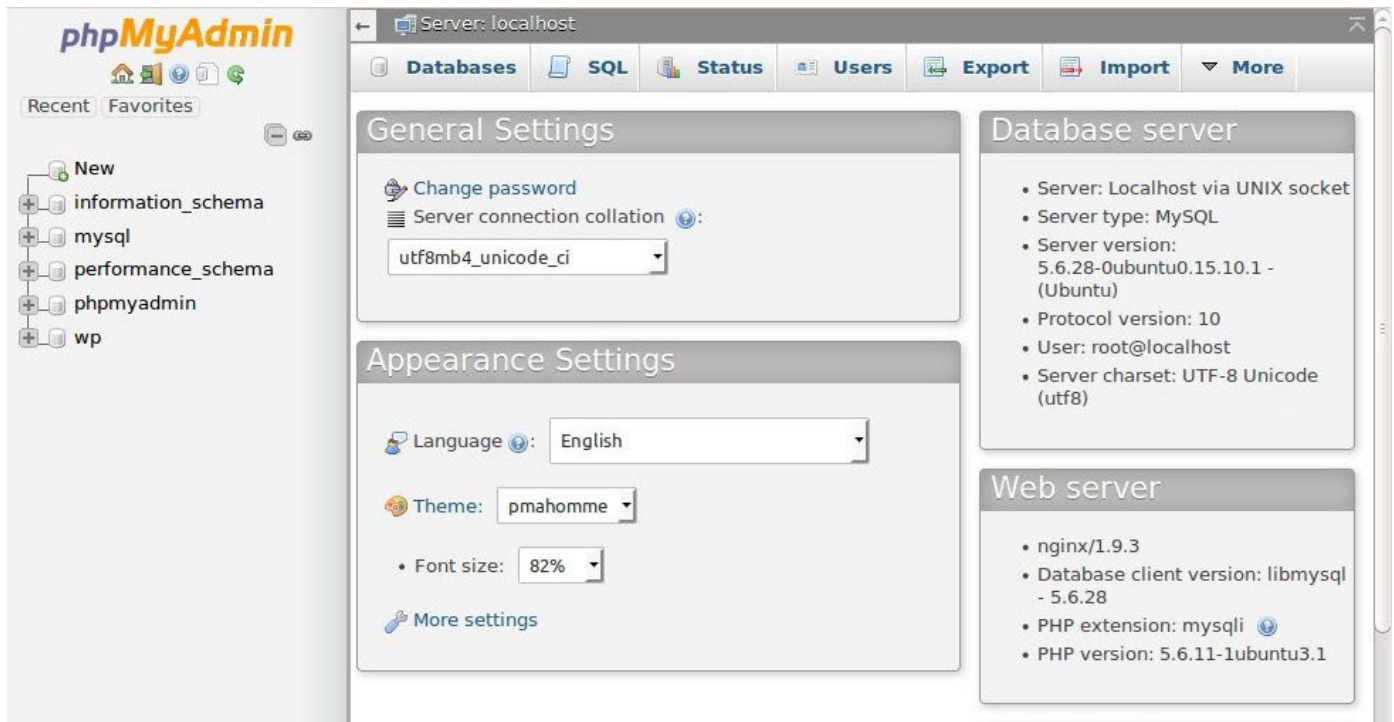 phpMyAdmin
Recent Favorites
New
information_schema
mysql
performance_schema
phpmyadmin
wp
Server: localhost
Databases SQL Status Users Export Import More
General Settings
Change password
Server connection collation :
utf8mb4_unicode_ci
Appearance Settings
Language : English
Theme: pmahomme
• Font size: 82%
More settings
Database server
• Server: Localhost via UNIX socket
• Server type: MySQL
• Server version:
5.6.28-0ubuntu0.15.10.1 -
(Ubuntu)
• Protocol version: 10
• User: root@localhost
• Server charset: UTF-8 Unicode
(utf8)
Web server
• nginx/1.9.3
• Database client version: libmysql
- 5.6.28
• PHP extension: mysqli
• PHP version: 5.6.11-1ubuntu3.1